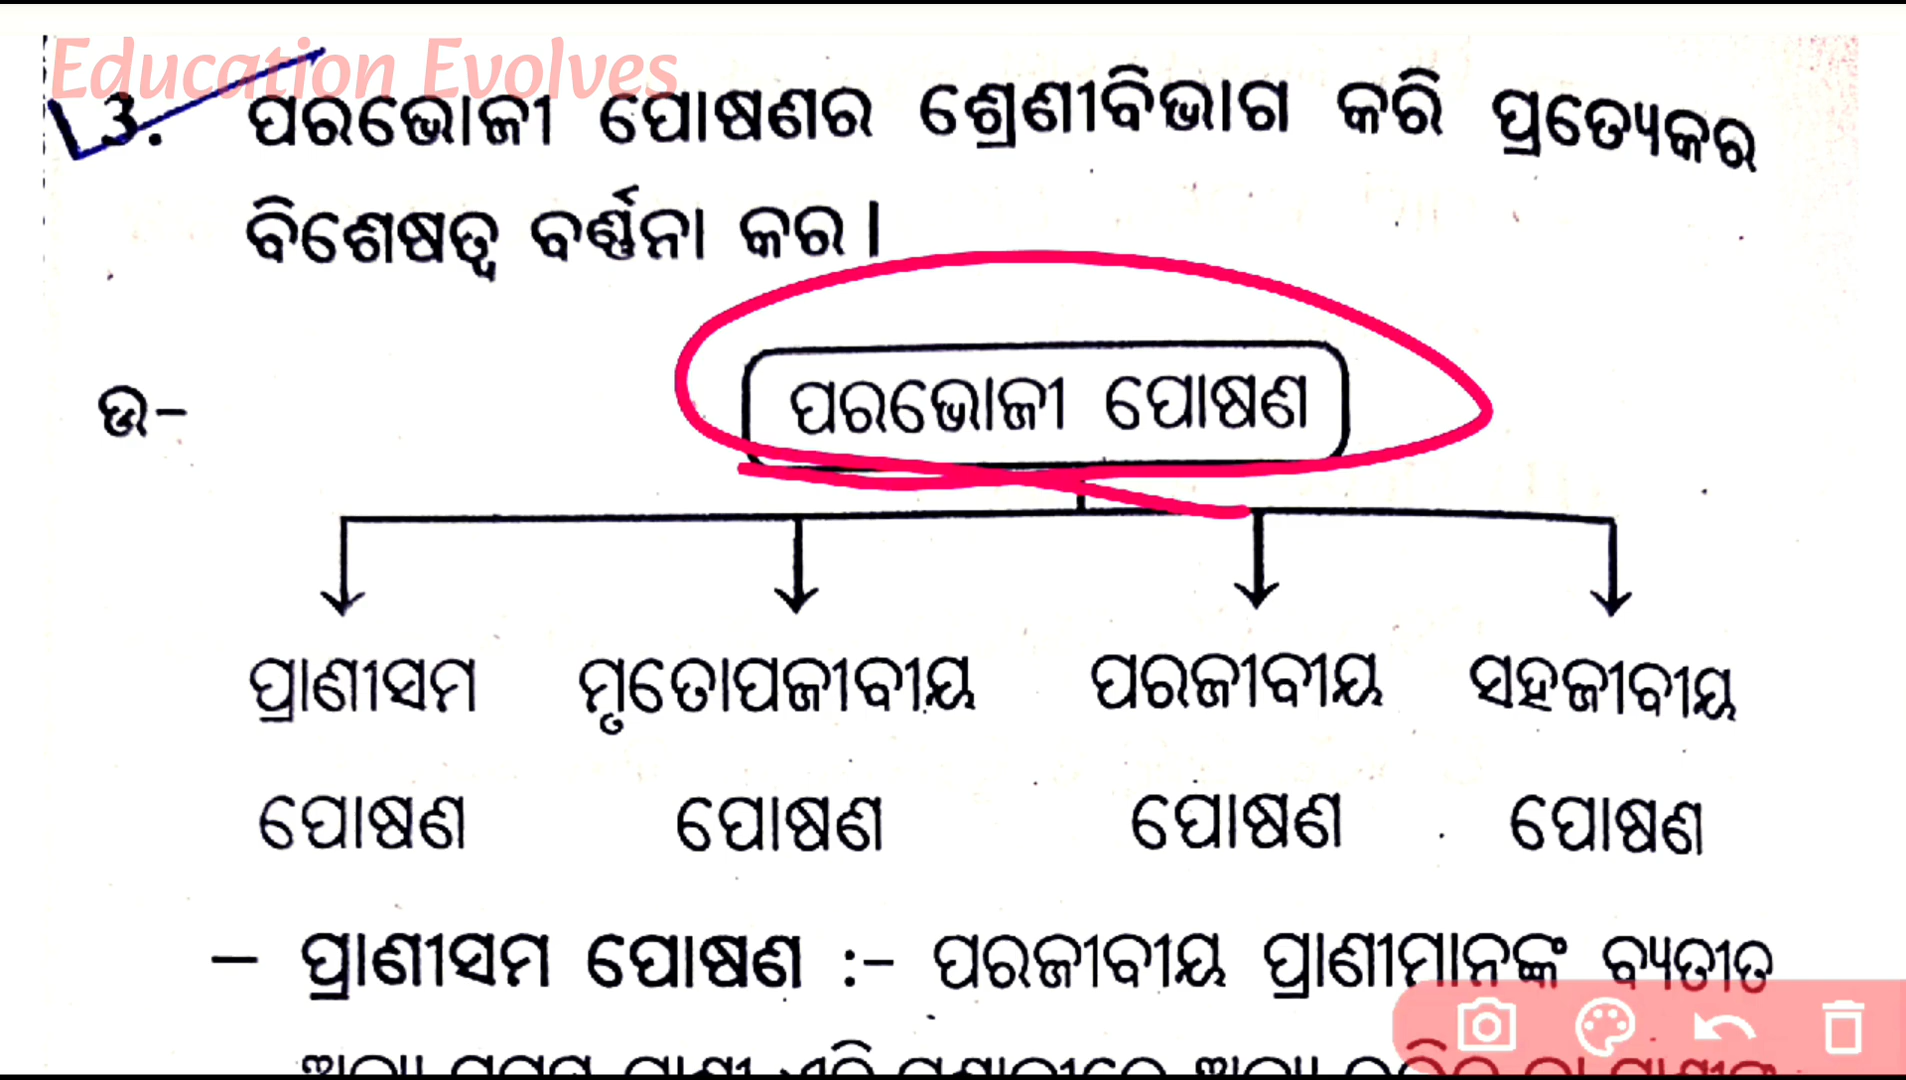 Education Evolves
3. ପରଭୋଜୀ ପୋଷଣର ଶ୍ରେଣୀବିଭାଗ କରି ପ୍ରତ୍ୟେକର
ବିଶେଷତ୍ୱ ବର୍ଣ୍ଣନା କର।
ଉ–
ପରଭୋଜୀ ପୋଷଣ
ପ୍ରାଣୀସମ ମୃତୋପଜୀବୀୟ ପରଜୀବୀୟ ସହଜୀବୀୟ
ପୋଷଣ ପୋଷଣ ପୋଷଣ ପୋଷଣ
– ପ୍ରାଣୀସମ ପୋଷଣ :– ପରଜୀବୀୟ ପ୍ରାଣୀମାନଙ୍କ ବ୍ୟତୀତ